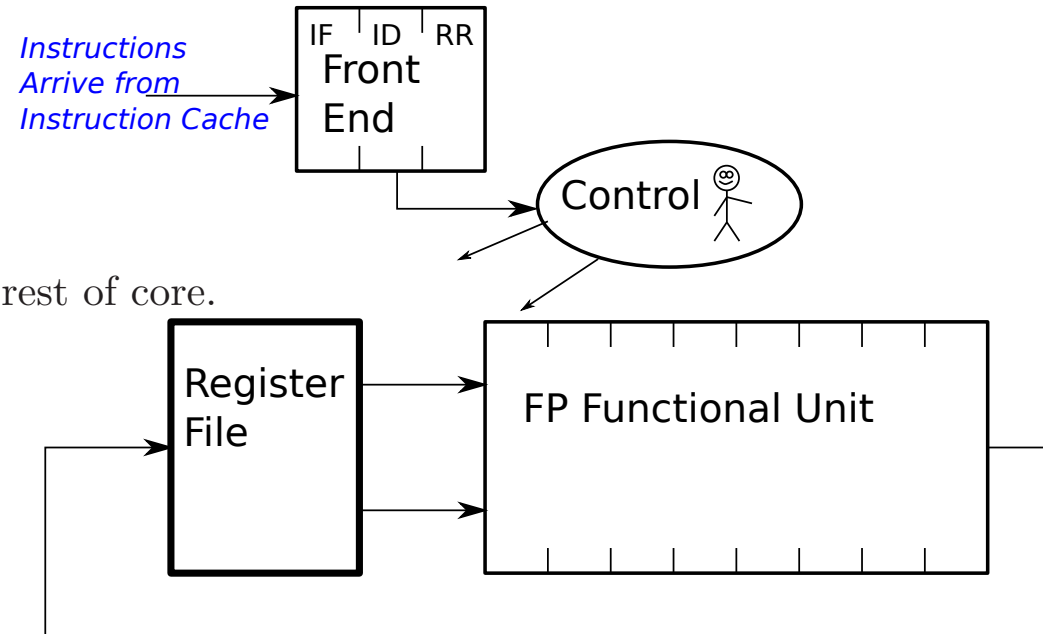 IF ID RR
Instructions
Arrive from
Instruction Cache
Front
End
Control
rest of core.
Register
File
FP Functional Unit